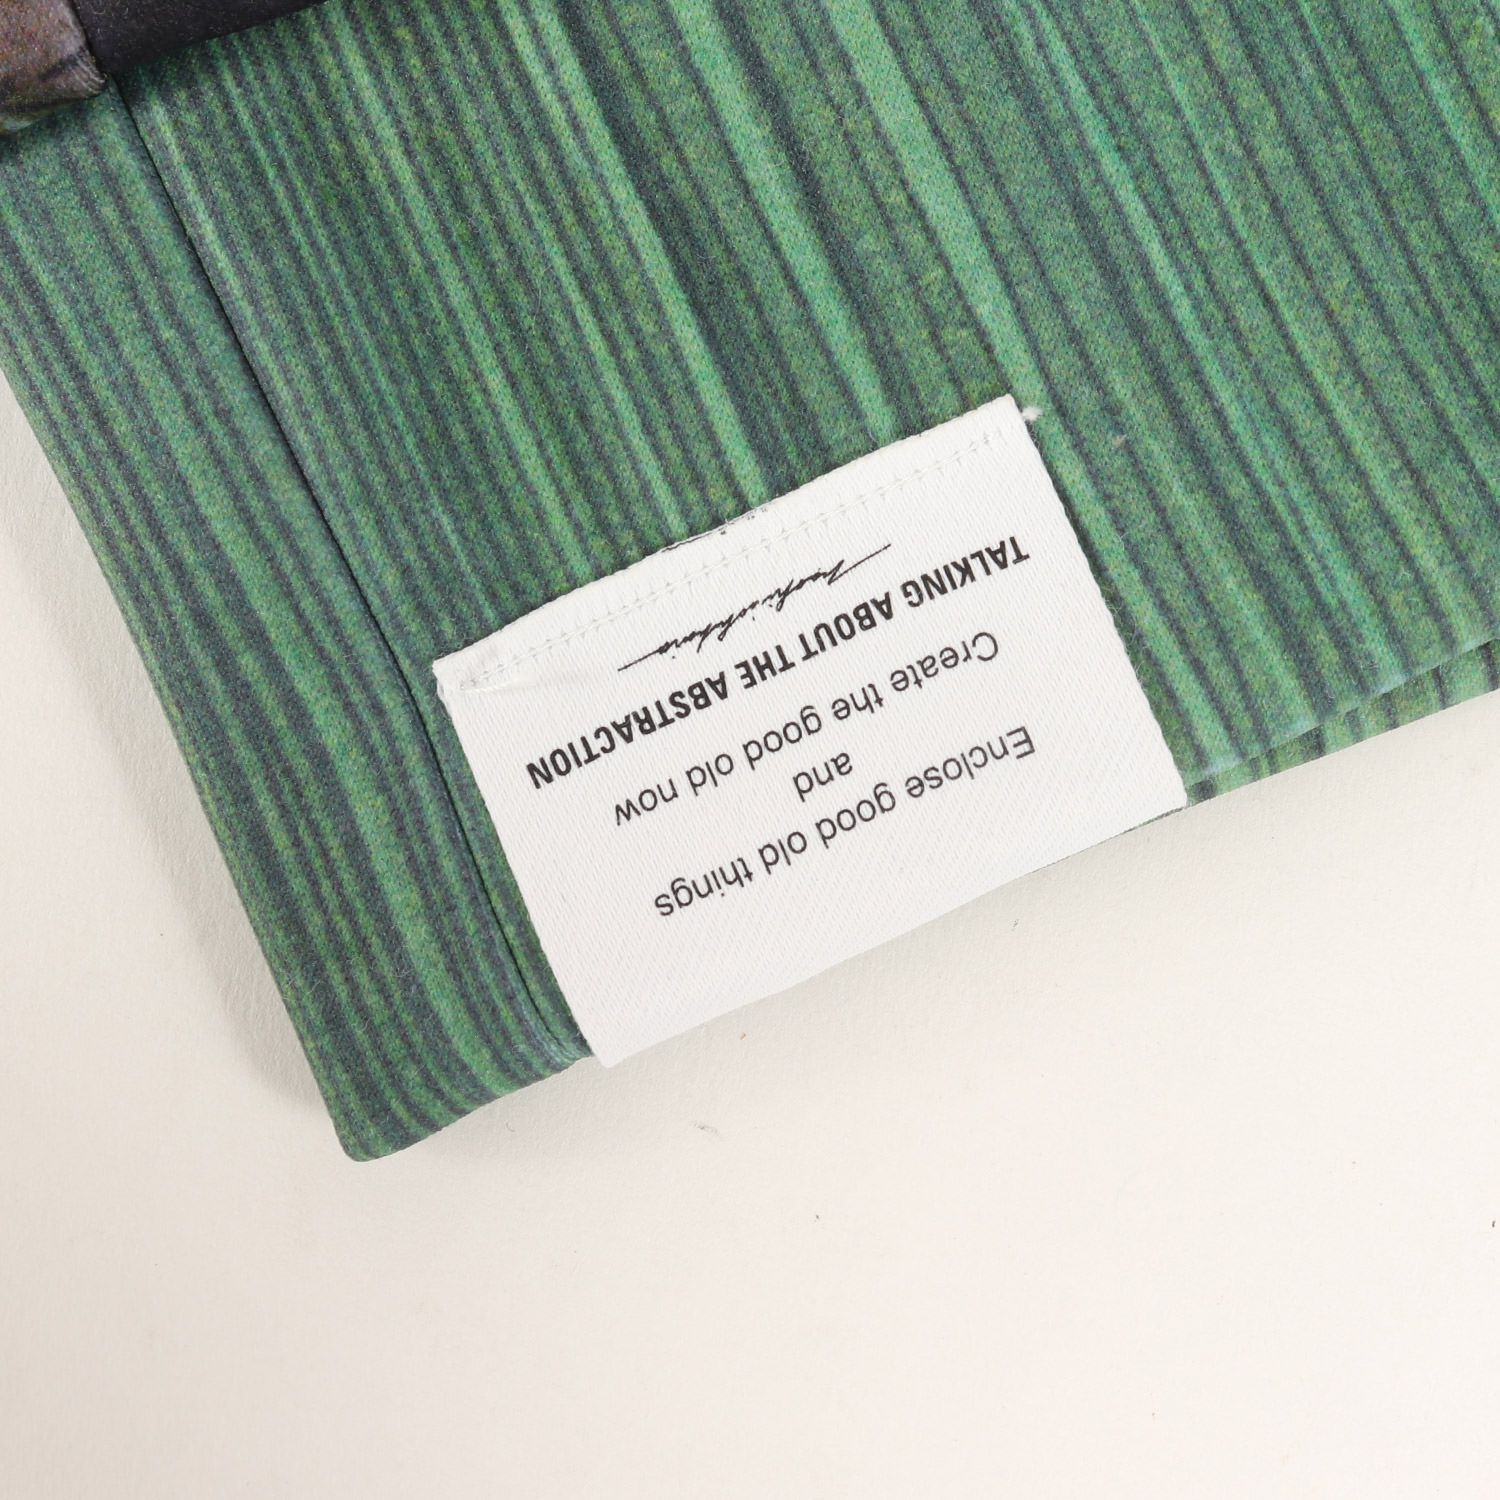 Enclose good old things
and
Create the good old now
TALKING ABOUT THE ABSTRACTION